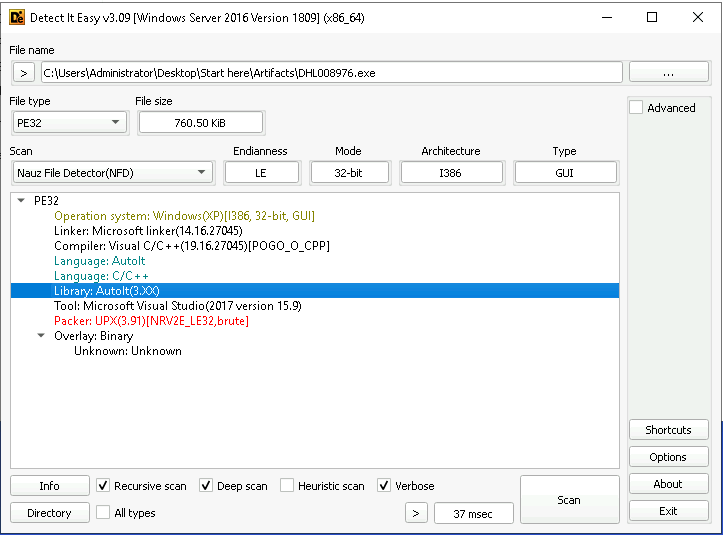 Detect It Easy v3.09 [Windows Server 2016 Version 1809] (x86_64)
File name
> C:\Users\Administrator\Desktop\Start here\Artifacts\DHL008976.exe ...
File type File size
PE32 760.50 KiB Advanced
Scan Endianness Mode Architecture Type
Nauz File Detector(NFD) LE 32-bit I386 GUI
PE32
Operation system: Windows(XP)[I386, 32-bit, GUI]
Linker: Microsoft linker(14.16.27045)
Compiler: Visual C/C++(19.16.27045)[POGO_O_CPP]
Language: AutoIt
Language: C/C++
Library: AutoIt(3.XX)
Tool: Microsoft Visual Studio(2017 version 15.9)
Packer: UPX(3.91)[NRV2E_LE32,brute]
Overlay: Binary
Unknown: Unknown
Shortcuts
Options
Info Recursive scan Deep scan Heuristic scan Verbose Scan About
Directory All types > 37 msec Exit